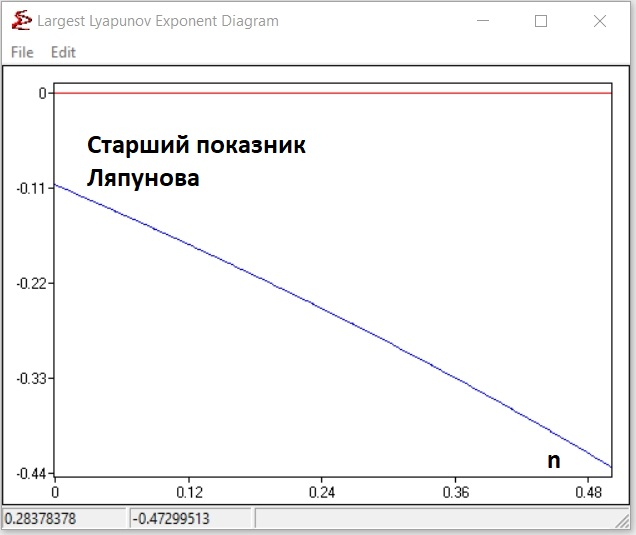 Largest Lyapunov Exponent Diagram
File Edit
0
Старший показник
Ляпунова
-0.11
-0.22
-0.33
n
-0.44
0 0.12 0.24 0.36 0.48
0.28378378 -0.47299513